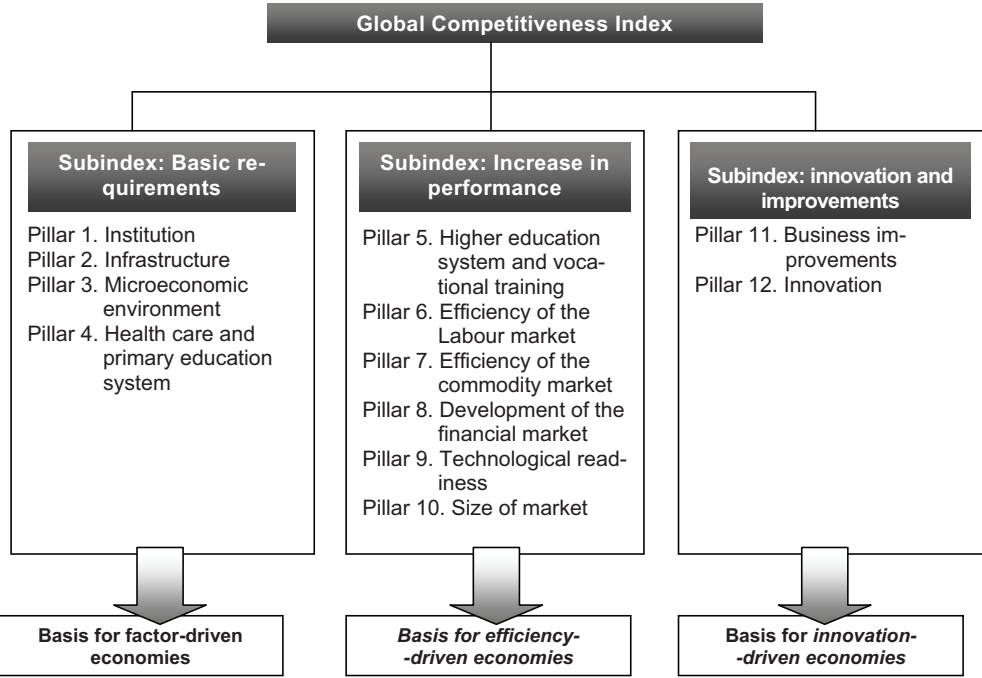 Global Competitiveness Index
Subindex: Basic re-
quirements
Pillar 1. Institution
Pillar 2. Infrastructure
Pillar 3. Microeconomic
environment
Pillar 4. Health care and
primary education
system
Basis for factor-driven
economies
Subindex: Increase in
performance
Pillar 5. Higher education
system and voca-
tional training
Pillar 6. Efficiency of the
Labour market
Pillar 7. Efficiency of the
commodity market
Pillar 8. Development of the
financial market
Pillar 9. Technological read-
iness
Pillar 10. Size of market
Basis for efficiency-
-driven economies
Subindex: innovation and
improvements
Pillar 11. Business im-
provements
Pillar 12. Innovation
Basis for innovation-
-driven economies